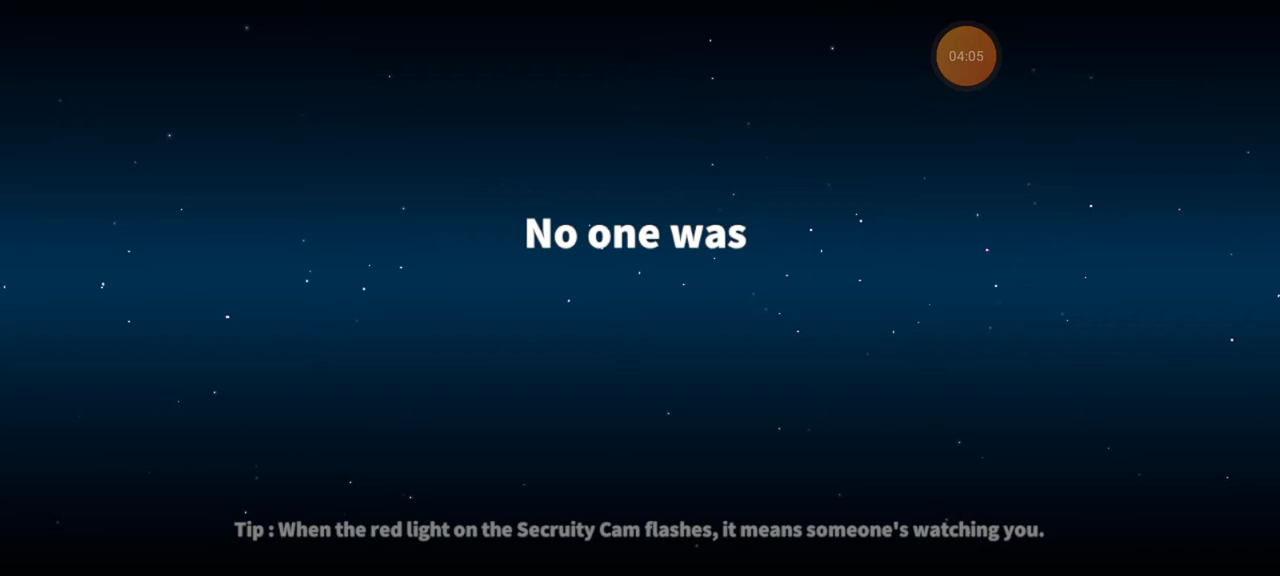 04:05
No one was
Tip : When the red light on the Secruity Cam flashes, it means someone's watching you.